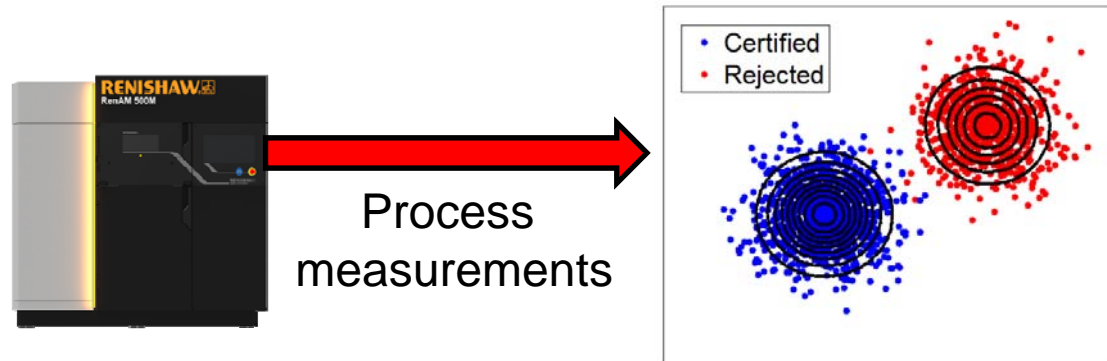 RENISHAW
RenAM 500M
Process
measurements
Certified
Rejected